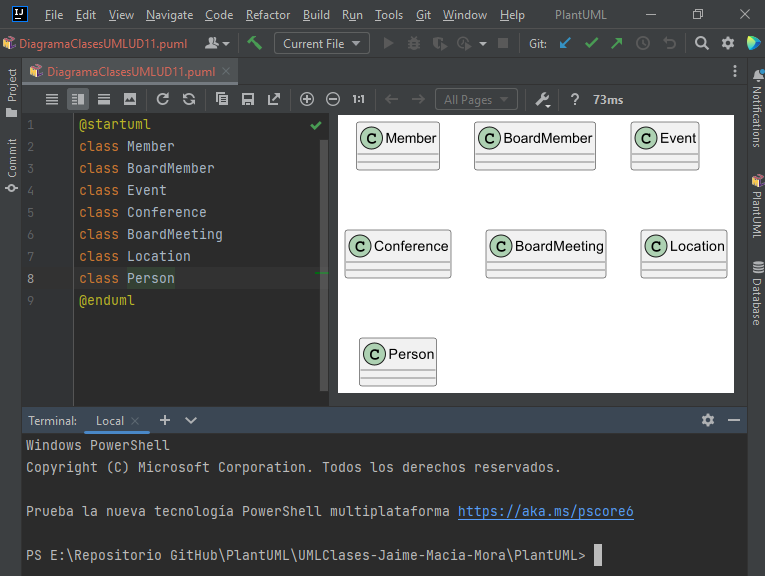 File Edit View Navigate Code Refactor Build Run Tools Git Window Help PlantUML
DiagramaClasesUMLUD11.puml Current File Git:
DiagramaClasesUMLUD11.puml
1:1 All Pages ? 73ms
Project
Commit
Notifications
PlantUML
Database
1 @startuml
2 class Member
3 class BoardMember
4 class Event
5 class Conference
6 class BoardMeeting
7 class Location
8 class Person
9 @enduml
C Member C BoardMember C Event
C Conference C BoardMeeting C Location
C Person
Terminal: Local
Windows PowerShell
Copyright (C) Microsoft Corporation. Todos los derechos reservados.
Prueba la nueva tecnología PowerShell multiplataforma https://aka.ms/pscore6
PS E:\Repositorio GitHub\PlantUML\UMLClases-Jaime-Macia-Mora\PlantUML>